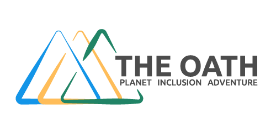 THE OATH
PLANET INCLUSION ADVENTURE